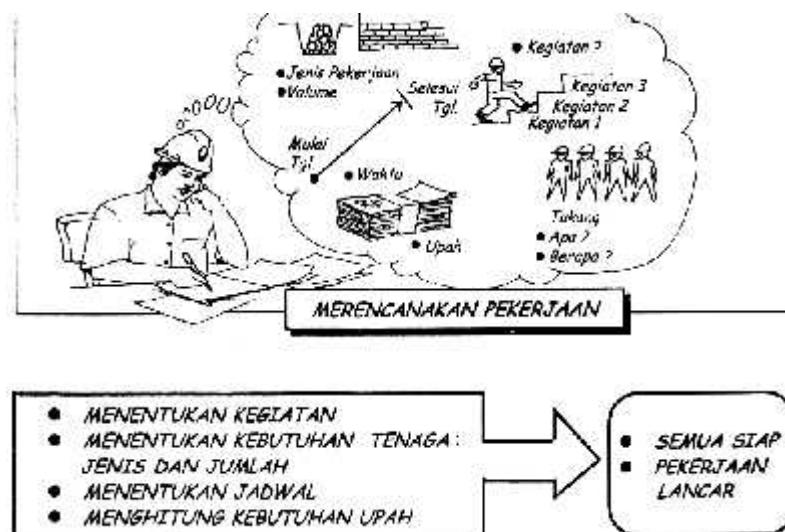 ● Kegiatan ?
● Jenis Pekerjaan
● Volume
Selesai
Tgl.
Kegiatan 3
Kegiatan 2
Kegiatan 1
Mulai
Tgl.
● Waktu
● Upah
Tukang
● Apa ?
● Berapa ?
MERENCANAKAN PEKERJAAN
● MENENTUKAN KEGIATAN
● MENENTUKAN KEBUTUHAN TENAGA :
JENIS DAN JUMLAH
● MENENTUKAN JADWAL
● MENGHITUNG KEBUTUHAN UPAH
● SEMUA SIAP
● PEKERJAAN
LANCAR